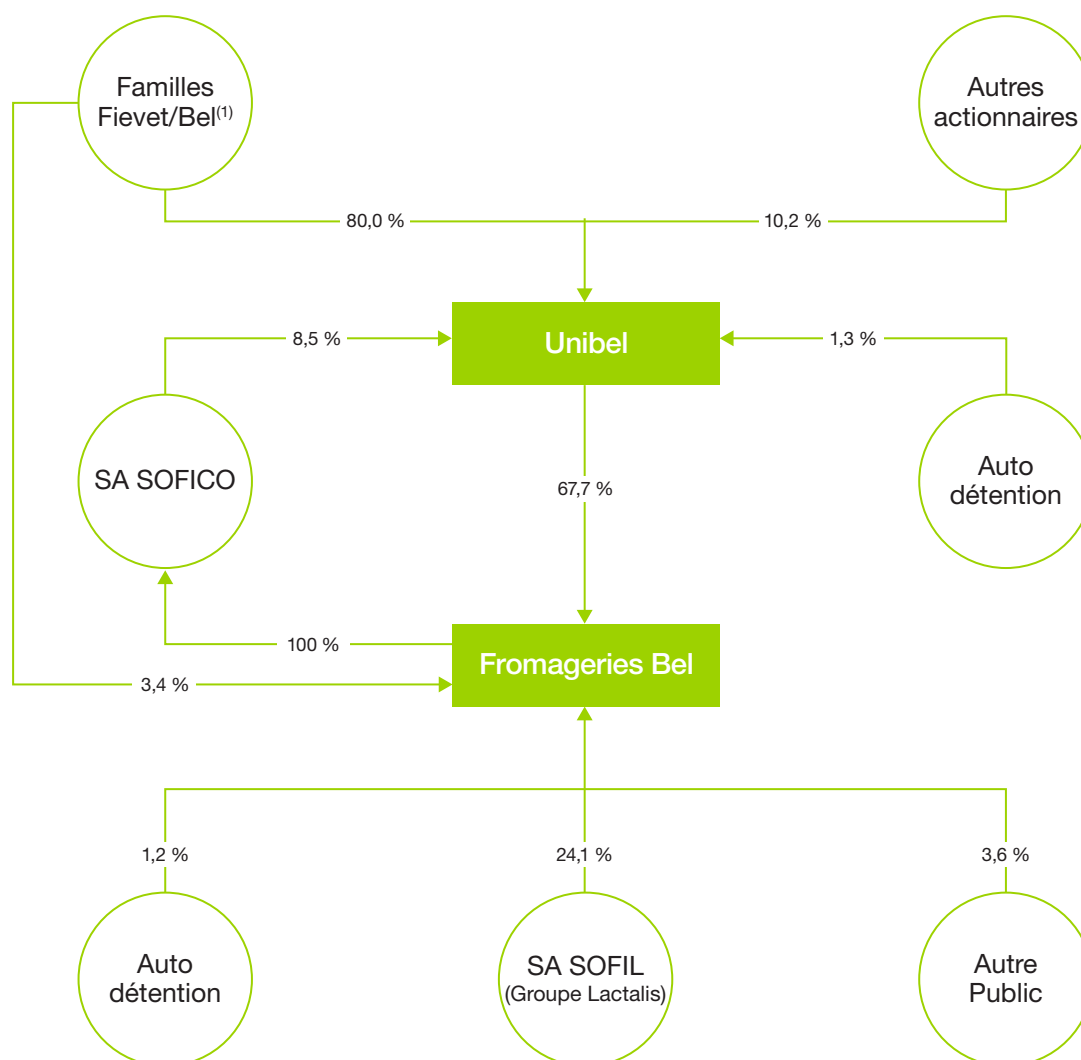 Familles
Fievet/Bel(1)
Autres
actionnaires
80,0 %
10,2 %
Unibel
8,5 %
1,3 %
SA SOFICO
Auto
détention
67,7 %
100 %
Fromageries Bel
3,4 %
1,2 %
24,1 %
3,6 %
Auto
détention
SA SOFIL
(Groupe Lactalis)
Autre
Public